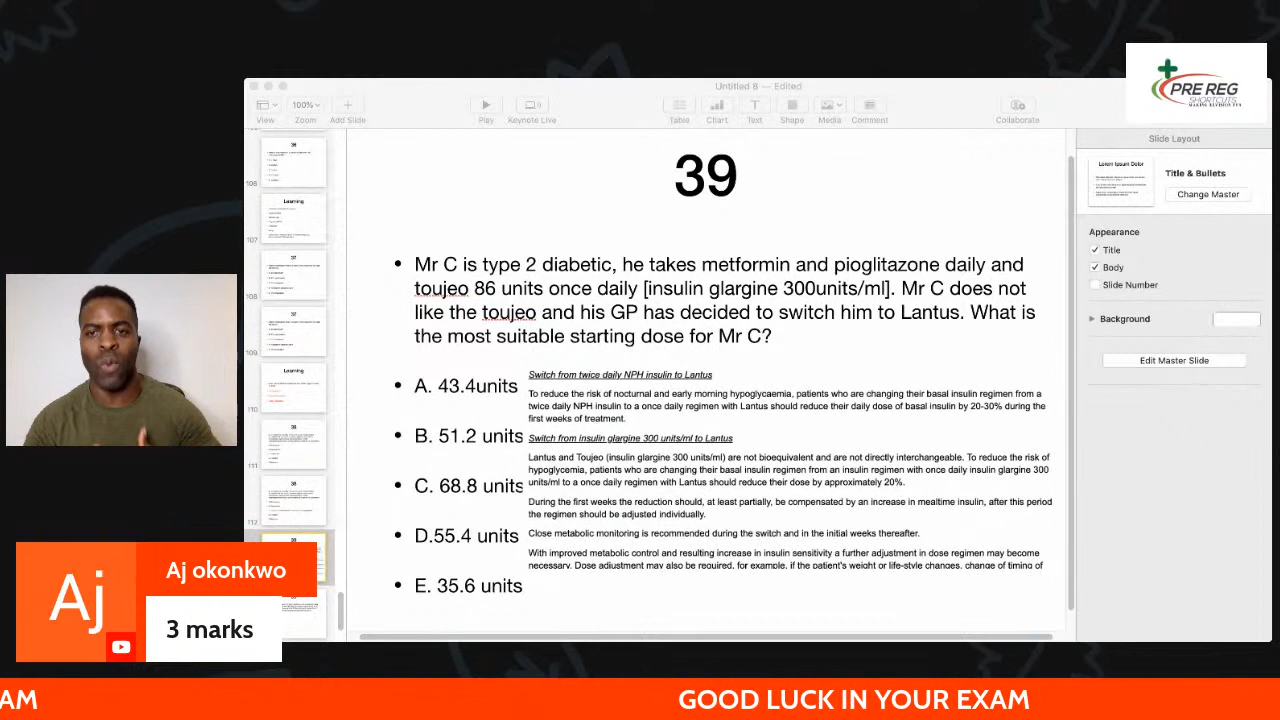 PRE REG
SHORTCUTS
Untitled 8 — Edited
100%
View
Zoom
Add Slide
Play
Keynote Live
Table
Chart
Text
Shape
Media
Comment
Collaborate
Slide Layout
Lorem Ipsum Dolor
Title & Bullets
Change Master
Appearance
Title
Body
Slide Number
Background
Edit Master Slide
106
Learning
107
108
109
Learning
110
111
112
39
• Mr C is type 2 diabetic, he takes metformin and pioglitazone daily and
toujeo 86 units once daily [insulin glargine 300units/ml]. Mr C does not
like the toujeo and his GP has decided to switch him to Lantus. What is
the most suitable starting dose for Mr C?
• A. 43.4units
• B. 51.2 units
• C. 68.8 units
• D.55.4 units
• E. 35.6 units
Switch from twice daily NPH insulin to Lantus
To reduce the risk of nocturnal and early morning hypoglycaemia, patients who are changing their basal insulin regimen from a
twice daily NPH insulin to a once daily regimen with Lantus should reduce their daily dose of basal insulin by 20-30% during the
first weeks of treatment.
Switch from insulin glargine 300 units/ml to Lantus
Lantus and Toujeo (insulin glargine 300 units/ml) are not bioequivalent and are not directly interchangeable. To reduce the risk of
hypoglycemia, patients who are changing their basal insulin regimen from an insulin regimen with once daily insulin glargine 300
units/ml to a once daily regimen with Lantus should reduce their dose by approximately 20%.
During the first weeks the reduction should, at least partially, be compensated by an increase in mealtime insulin, after this period
the regimen should be adjusted individually.
Close metabolic monitoring is recommended during the switch and in the initial weeks thereafter.
With improved metabolic control and resulting increase in insulin sensitivity a further adjustment in dose regimen may become
necessary. Dose adjustment may also be required, for example, if the patient's weight or life-style changes, change of timing of
Aj
Aj okonkwo
3 marks
AM
GOOD LUCK IN YOUR EXAM